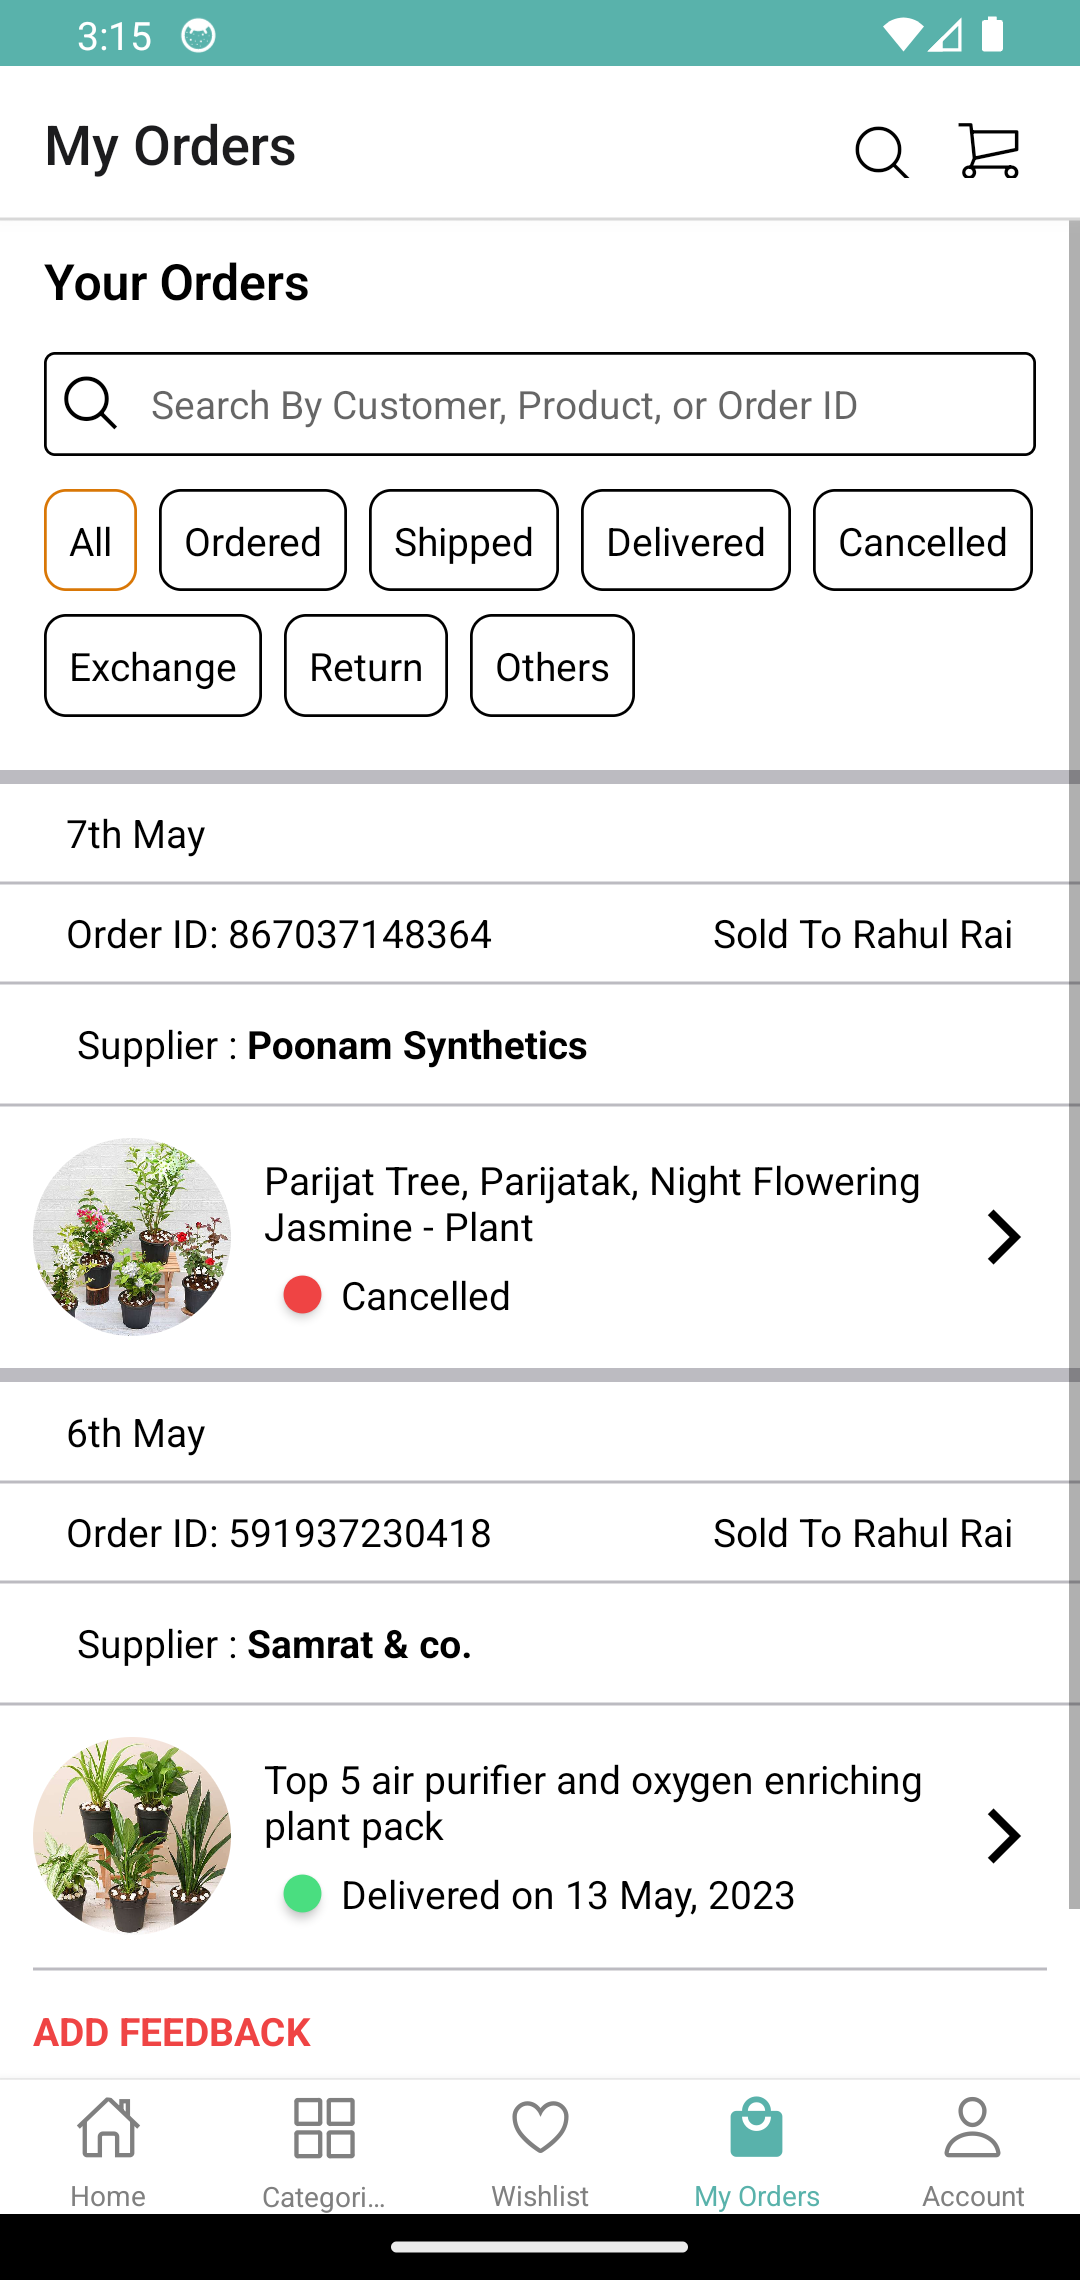 3:15
My Orders
Your Orders
Search By Customer, Product, or Order ID
All Ordered Shipped Delivered Cancelled
Exchange Return Others
7th May
Order ID: 867037148364 Sold To Rahul Rai
Supplier : Poonam Synthetics
Parijat Tree, Parijatak, Night Flowering
Jasmine - Plant
Cancelled
6th May
Order ID: 591937230418 Sold To Rahul Rai
Supplier : Samrat & co.
Top 5 air purifier and oxygen enriching
plant pack
Delivered on 13 May, 2023
ADD FEEDBACK
Home Categori... Wishlist My Orders Account